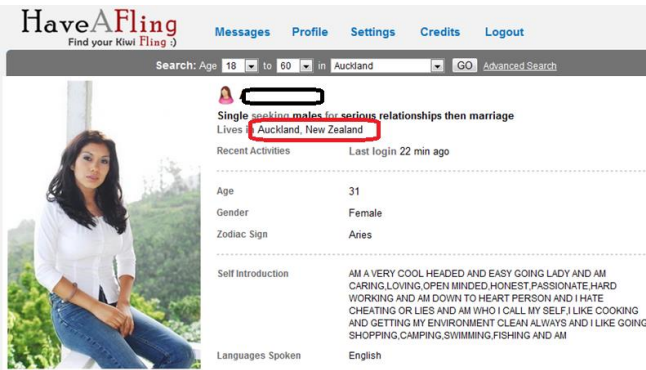 HaveAFling
Find your Kiwi Fling :)
Messages Profile Settings Credits Logout
Search: Age 18 to 60 in Auckland GO Advanced Search
Single seeking males for serious relationships then marriage
Lives in Auckland, New Zealand
Recent Activities Last login 22 min ago
Age 31
Gender Female
Zodiac Sign Aries
Self Introduction AM A VERY COOL HEADED AND EASY GOING LADY AND AM
CARING,LOVING,OPEN MINDED,HONEST,PASSIONATE,HARD
WORKING AND AM DOWN TO HEART PERSON AND I HATE
CHEATING OR LIES AND AM WHO I CALL MY SELF,I LIKE COOKING
AND GETTING MY ENVIRONMENT CLEAN ALWAYS AND I LIKE GOING
SHOPPING,CAMPING,SWIMMING,FISHING AND AM
Languages Spoken English